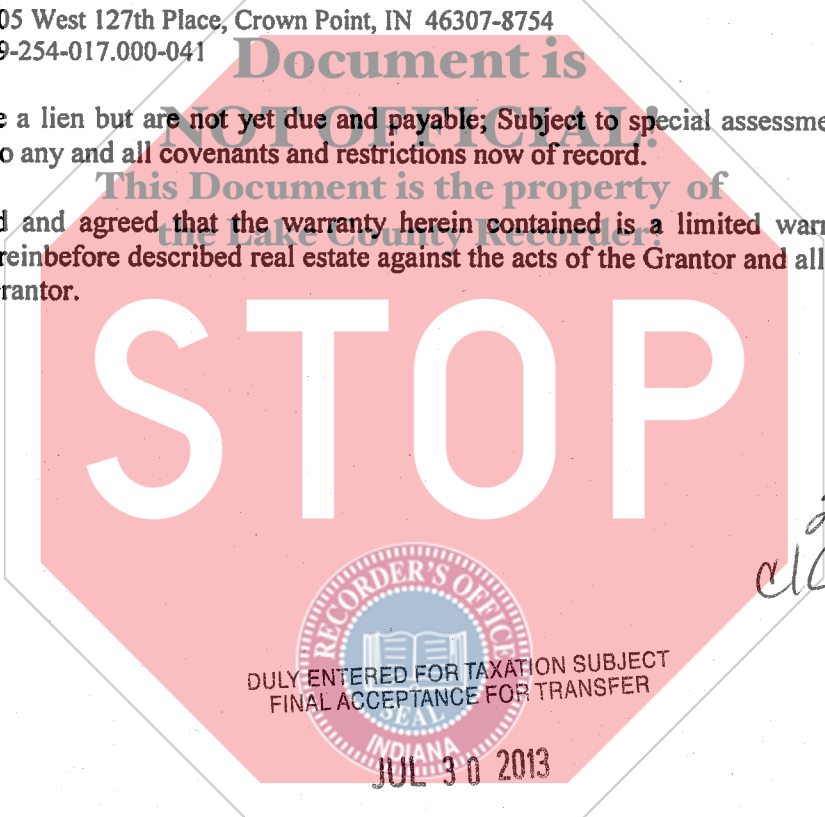 05 West 127th Place, Crown Point, IN 46307-8754
9-254-017.000-041
Document is
NOT OFFICIAL!
e a lien but are not yet due and payable; Subject to special assessme
o any and all covenants and restrictions now of record.
This Document is the property of
the Lake County Recorder!
d and agreed that the warranty herein contained is a limited warr
reinbefore described real estate against the acts of the Grantor and all
rantor.
STOP
RECORDER'S OFFICE
SEAL
INDIANA
DULY ENTERED FOR TAXATION SUBJECT
FINAL ACCEPTANCE FOR TRANSFER
JUL 30 2013